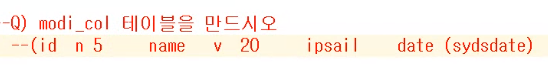 -Q) modi_col 테이블을 만드시오
--(id n 5 name v 20 ipsail date (sydsdate)